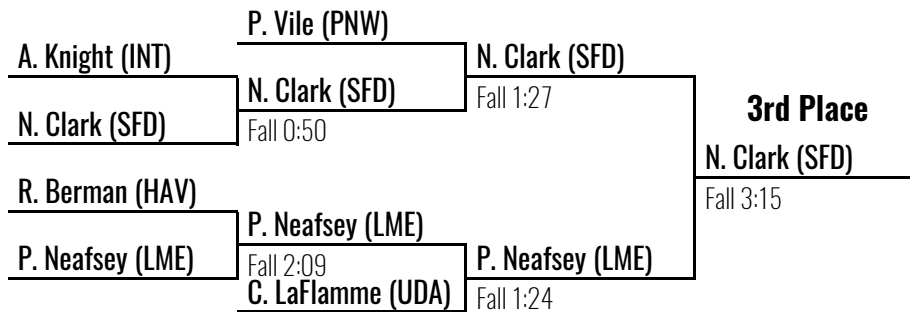 P. Vile (PNW)
A. Knight (INT)
N. Clark (SFD)
N. Clark (SFD)
Fall 1:27
N. Clark (SFD)
Fall 0:50
3rd Place
N. Clark (SFD)
Fall 3:15
R. Berman (HAV)
P. Neafsey (LME)
P. Neafsey (LME)
Fall 2:09
C. LaFlamme (UDA)
P. Neafsey (LME)
Fall 1:24